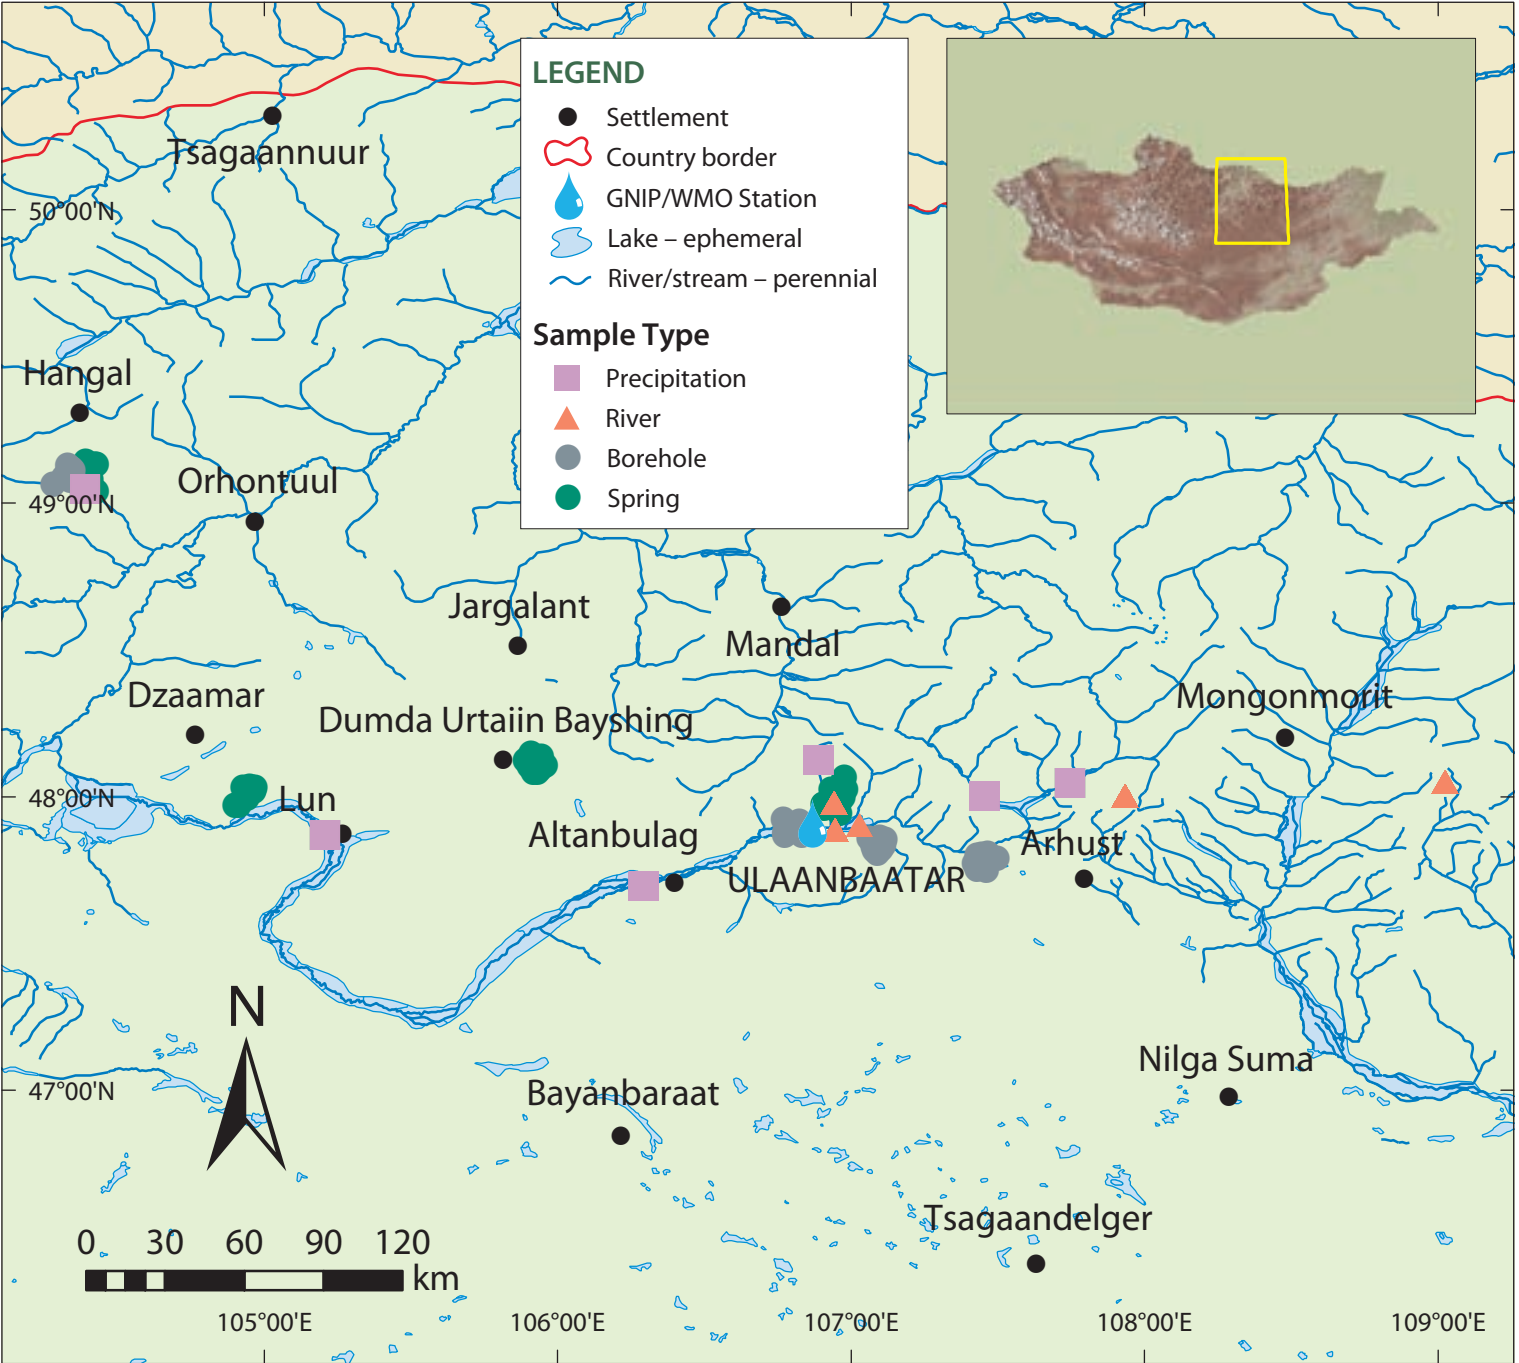 LEGEND
Settlement
Country border
GNIP/WMO Station
Lake – ephemeral
River/stream – perennial
Sample Type
Precipitation
River
Borehole
Spring
Tsagaannuur
50°00'N
Hangal
Orhontuul
49°00'N
Jargalant
Mandal
Dzaamar
Dumda Urtaiin Bayshing
Mongonmorit
48°00'N
Lun
Altanbulag
Arhust
ULAANBAATAR
N
Nilga Suma
47°00'N
Bayanbaraat
Tsagaandelger
0 30 60 90 120
km
105°00'E 106°00'E 107°00'E 108°00'E 109°00'E